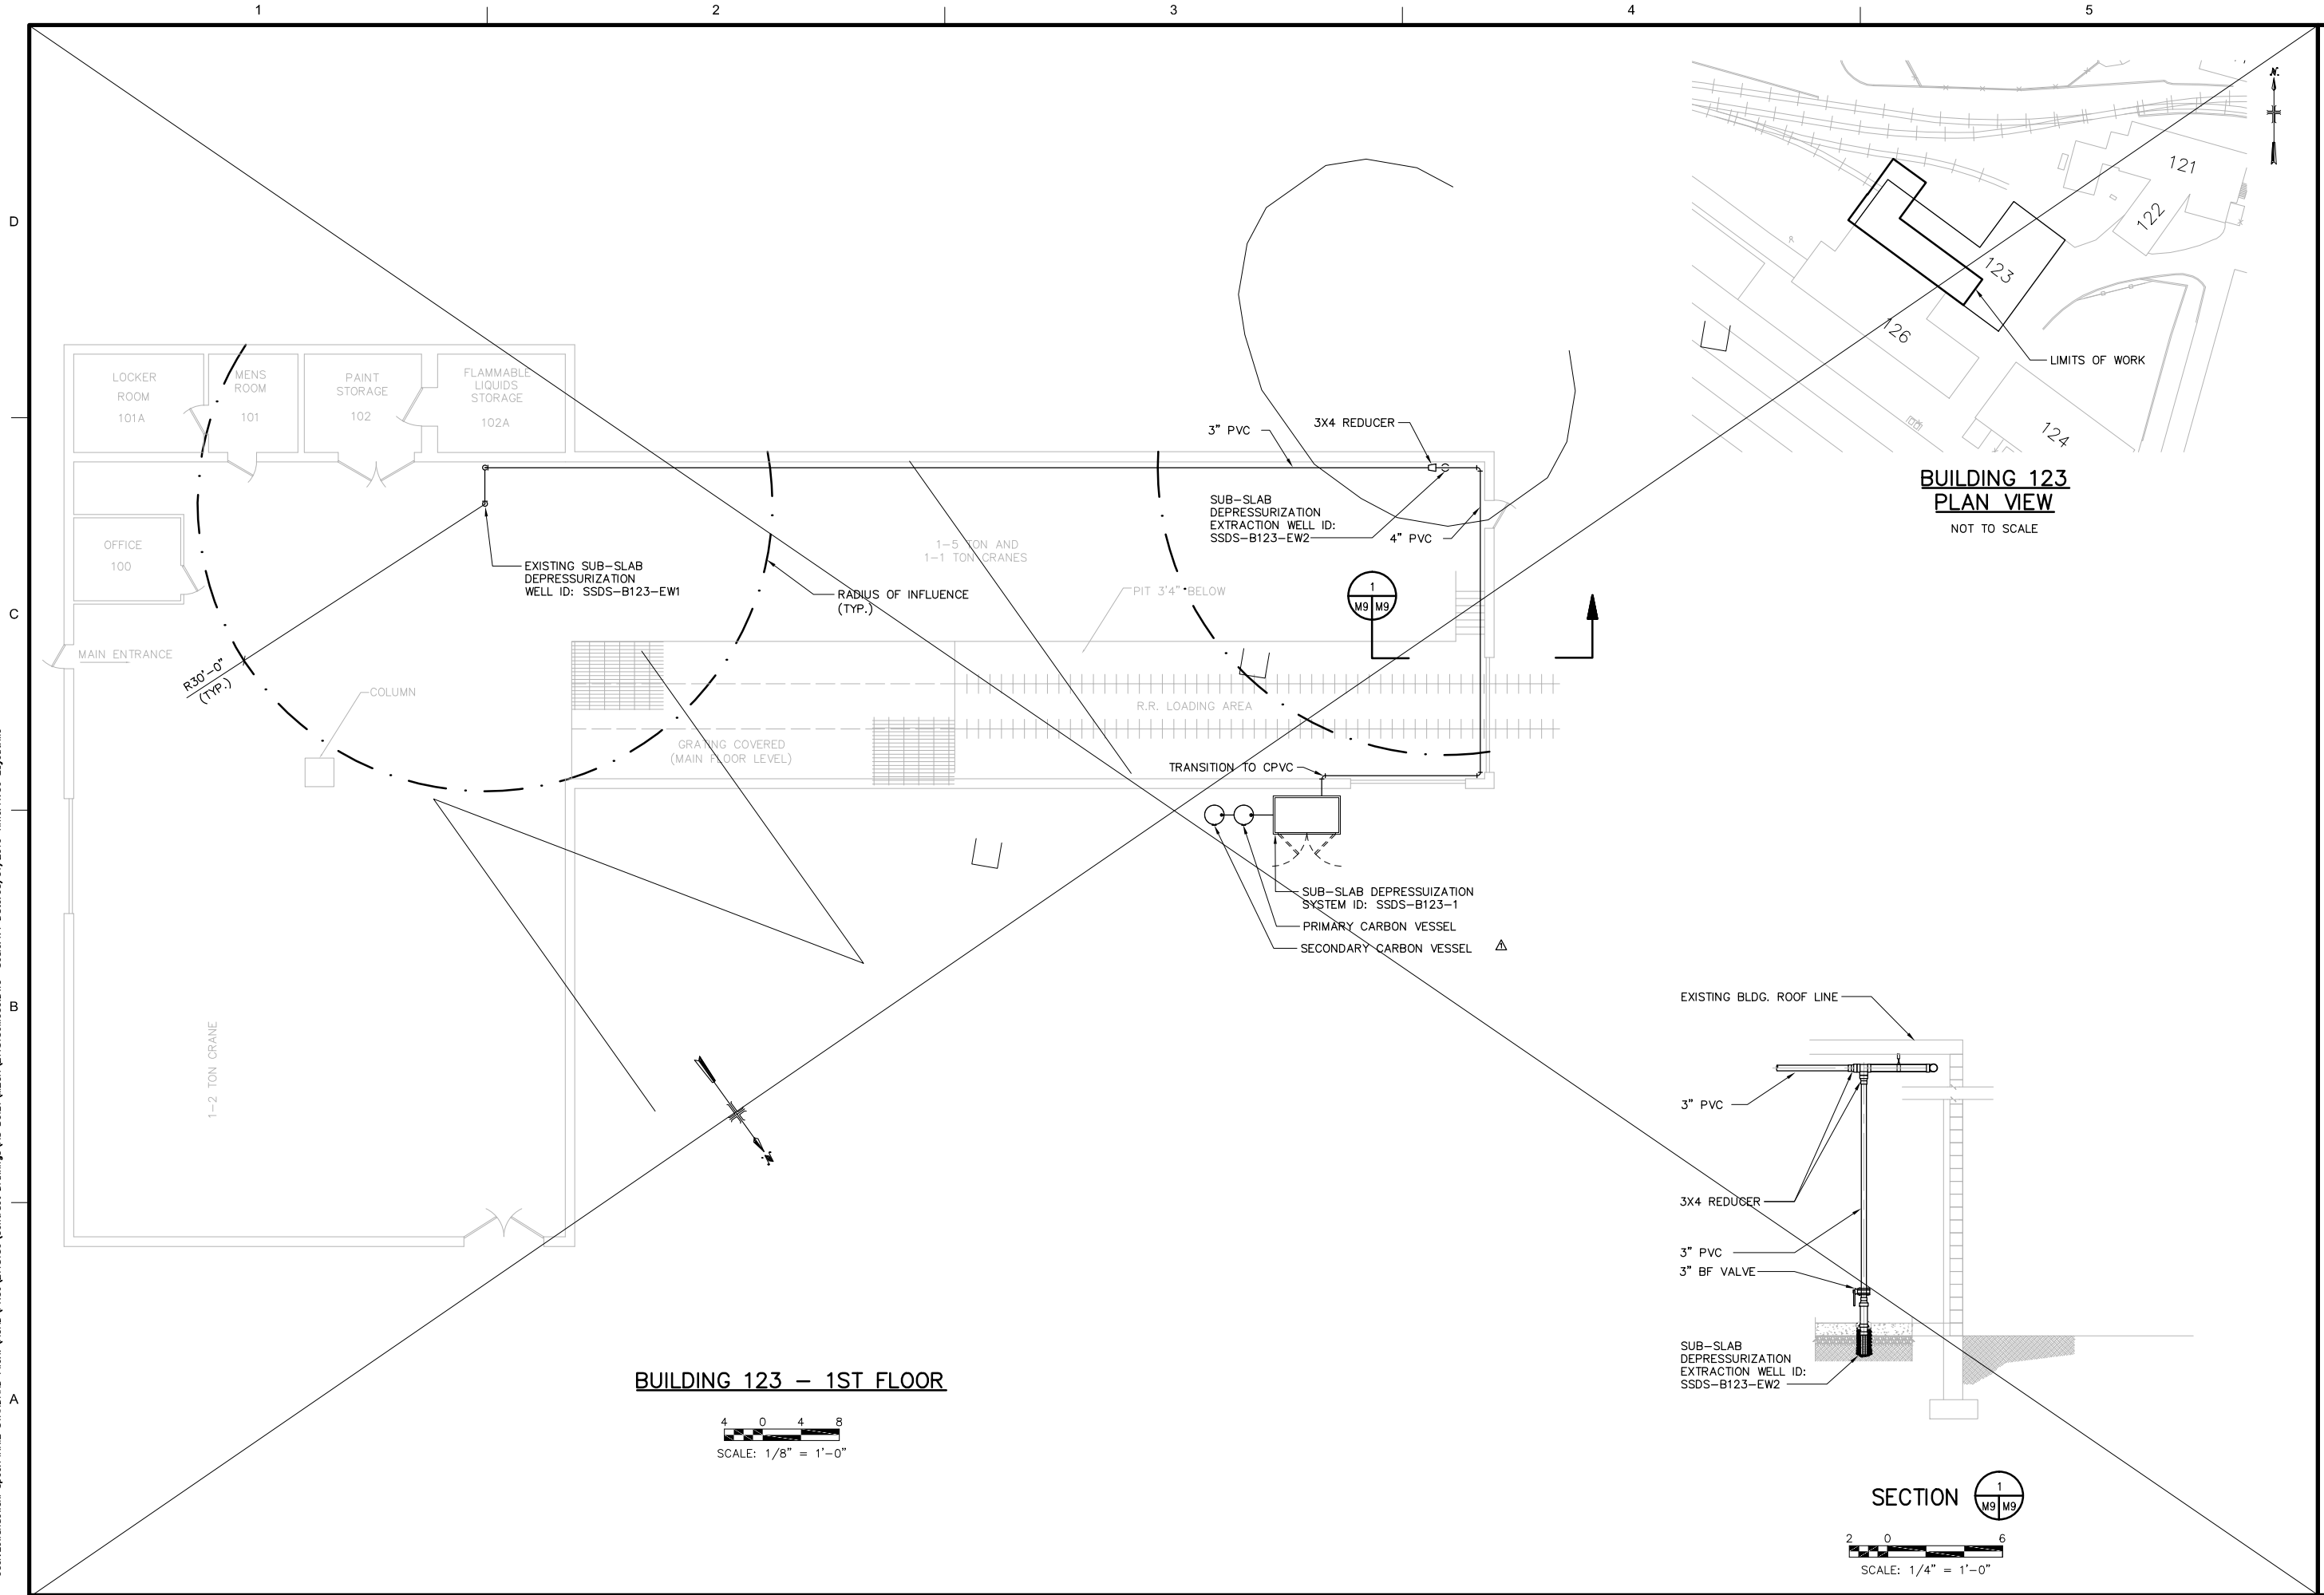 1
2
3
4
5
D
C
B
A
N
121
122
123
126
124
LIMITS OF WORK
BUILDING 123
PLAN VIEW
NOT TO SCALE
LOCKER
ROOM
101A
MENS
ROOM
101
PAINT
STORAGE
102
FLAMMABLE
LIQUIDS
STORAGE
102A
3" PVC
3X4 REDUCER
SUB-SLAB
DEPRESSURIZATION
EXTRACTION WELL ID:
SSDS-B123-EW2
4" PVC
OFFICE
100
EXISTING SUB-SLAB
DEPRESSURIZATION
WELL ID: SSDS-B123-EW1
1-5 TON AND
1-1 TON CRANES
RADIUS OF INFLUENCE
(TYP.)
PIT 3'4" BELOW
1
M9 M9
MAIN ENTRANCE
R30'-0"
(TYP.)
COLUMN
R.R. LOADING AREA
GRATING COVERED
(MAIN FLOOR LEVEL)
TRANSITION TO CPVC
SUB-SLAB DEPRESSUIZATION
SYSTEM ID: SSDS-B123-1
PRIMARY CARBON VESSEL
SECONDARY CARBON VESSEL
1
1-2 TON CRANE
N
EXISTING BLDG. ROOF LINE
3" PVC
3X4 REDUCER
3" PVC
3" BF VALVE
SUB-SLAB
DEPRESSURIZATION
EXTRACTION WELL ID:
SSDS-B123-EW2
BUILDING 123 - 1ST FLOOR
4 0 4 8
SCALE: 1/8" = 1'-0"
SECTION
1
M9 M9
2 0 6
SCALE: 1/4" = 1'-0"